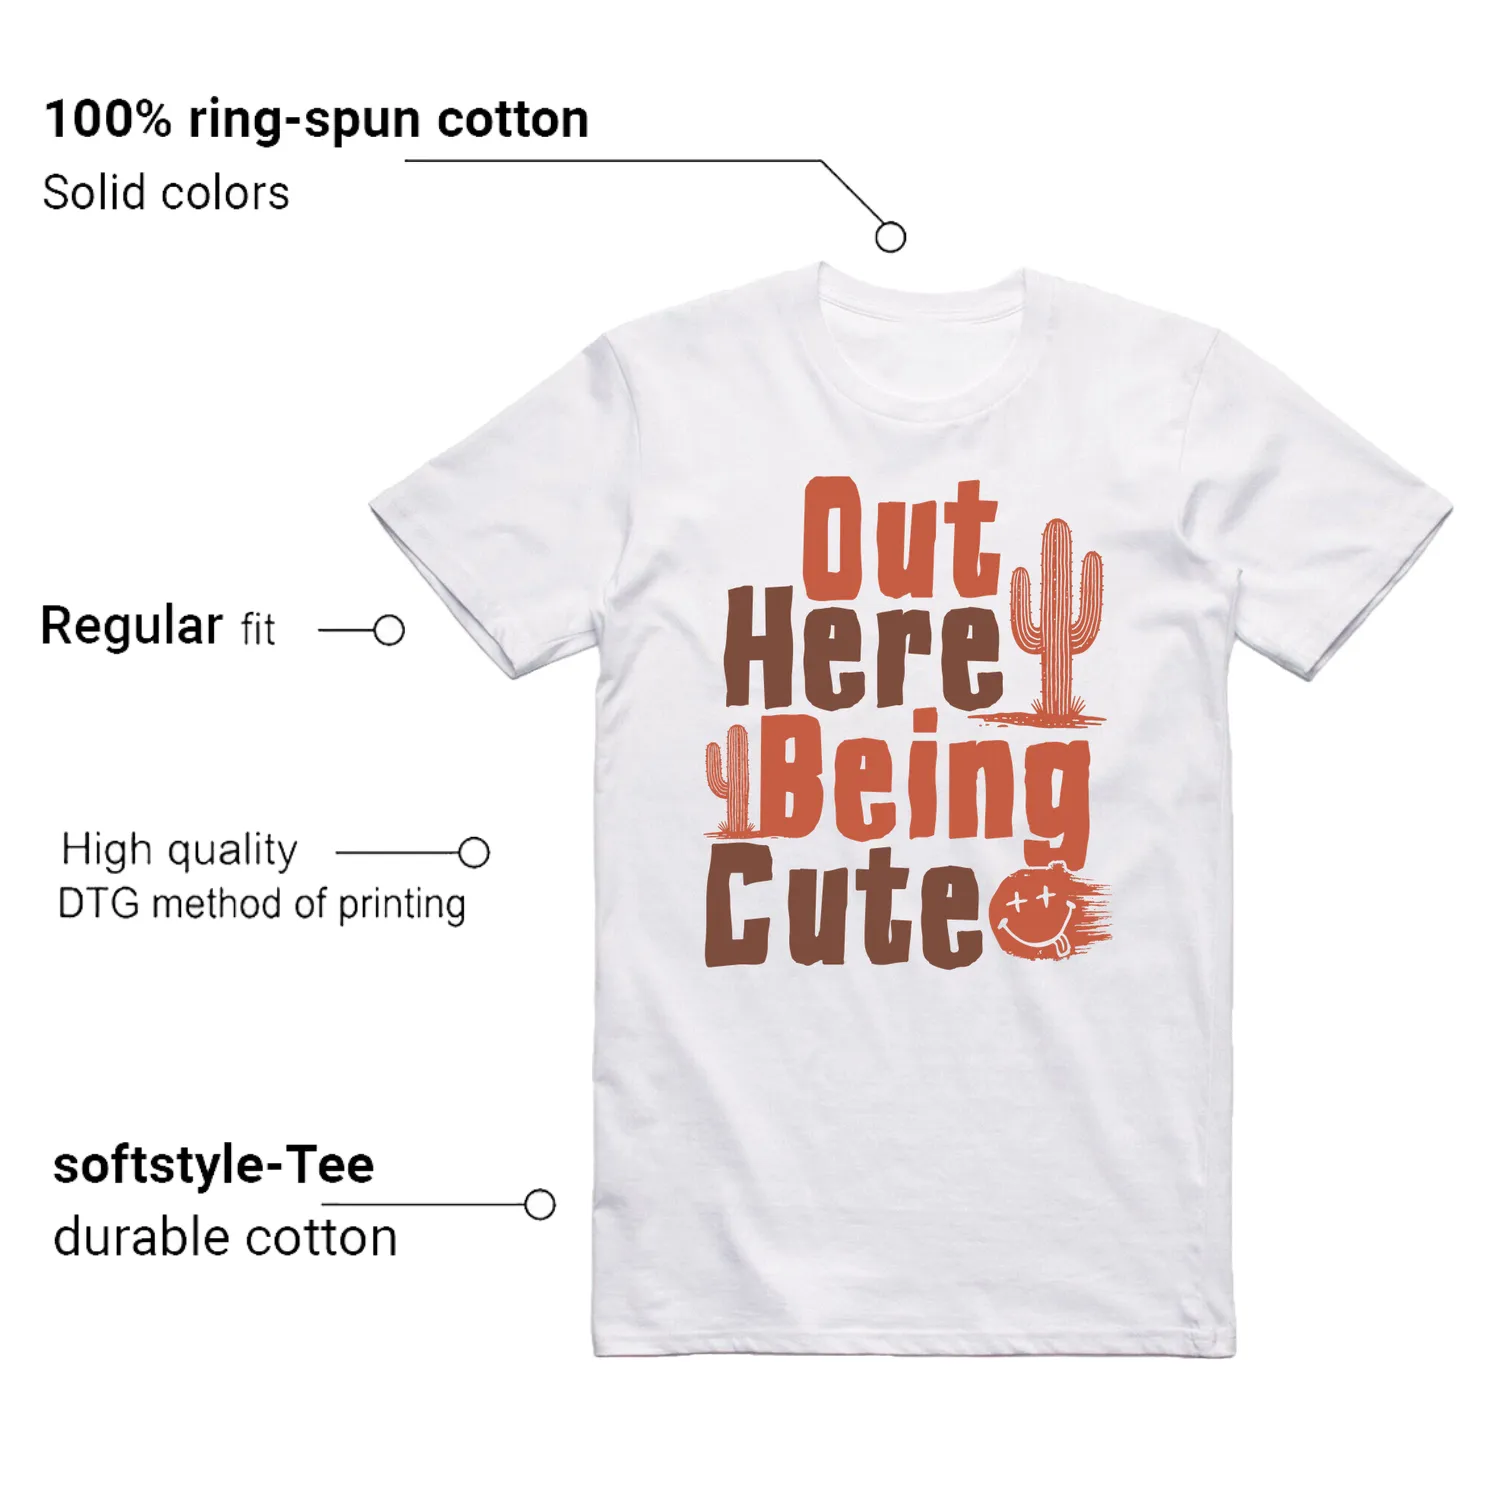 100% ring-spun cotton
Solid colors
Regular fit
High quality
DTG method of printing
softstyle-Tee
durable cotton
Out
Here
Being
Cute